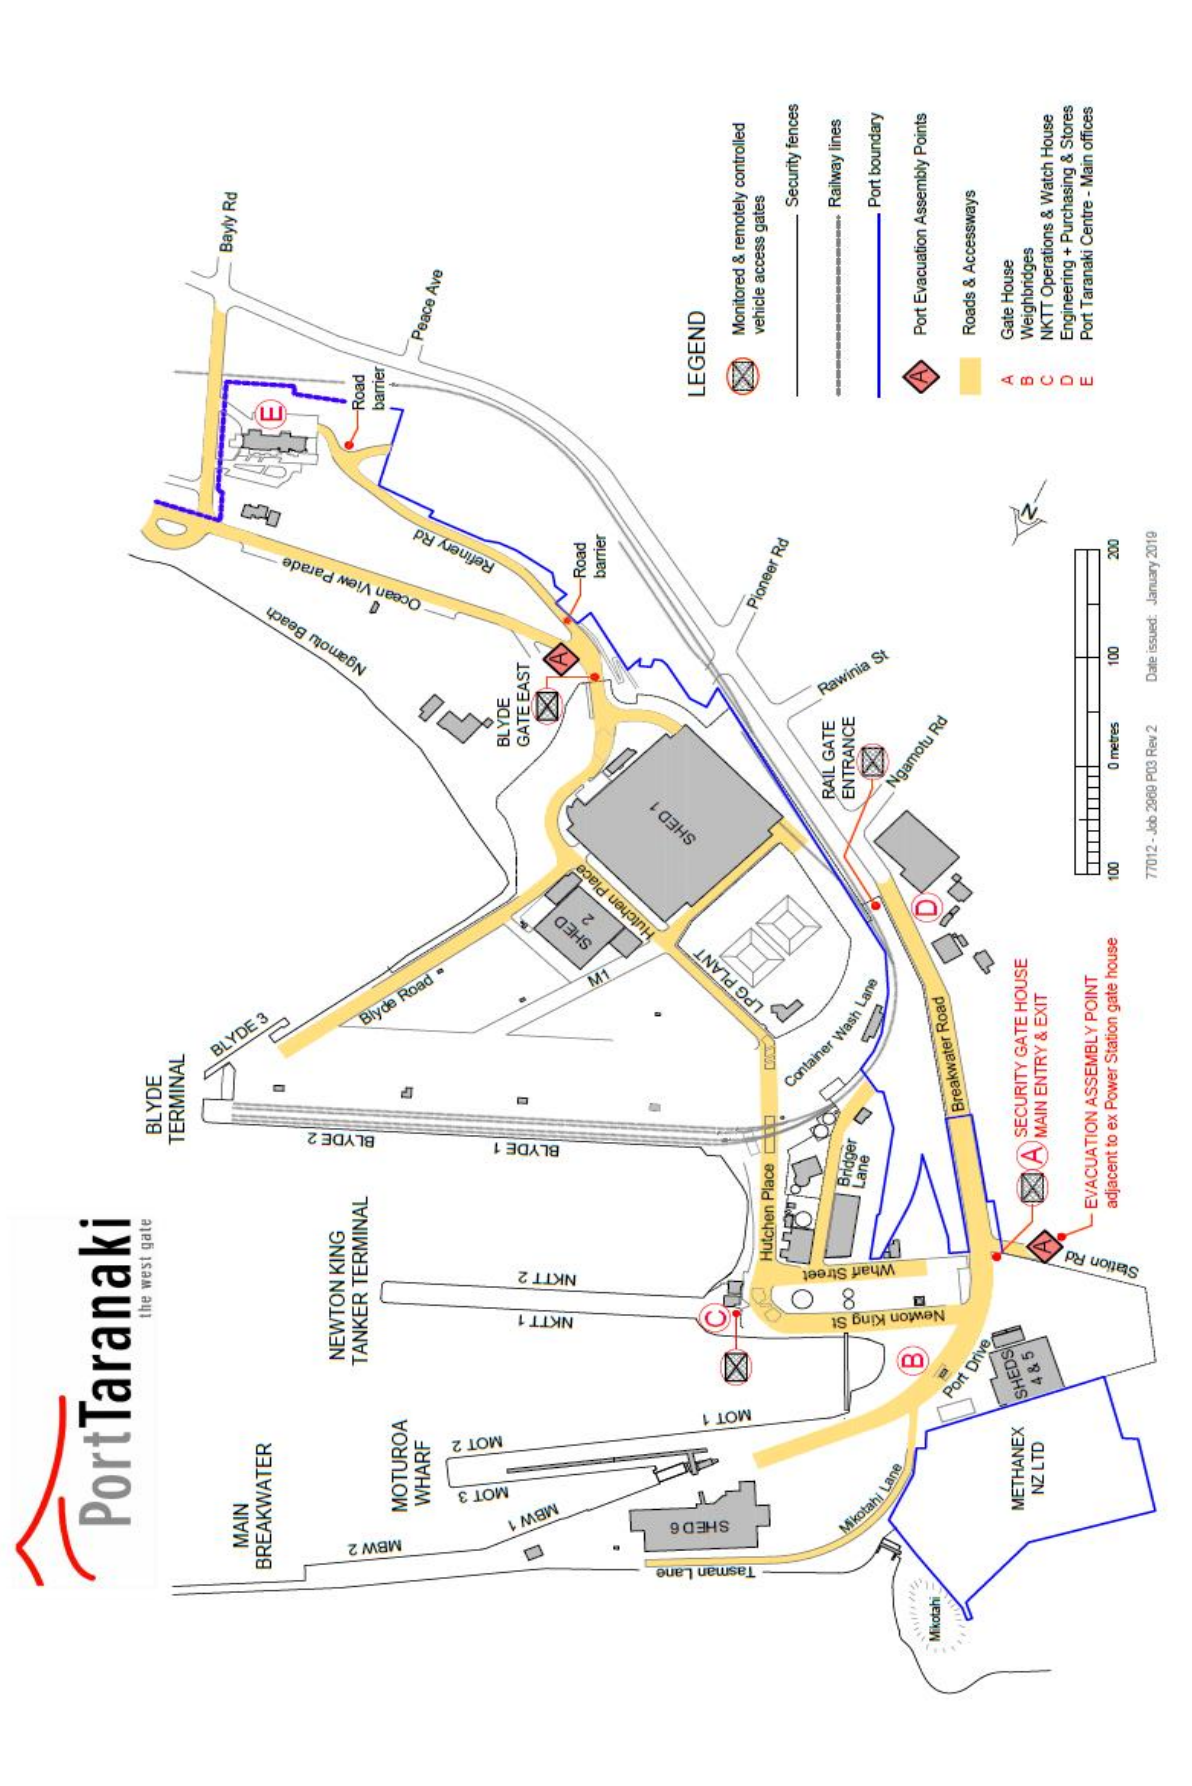 PortTaranaki
the west gate
MAIN
BREAKWATER
MBW 2
MBW 1
MOTUROA
WHARF
MOT 3
MOT 2
MOT 1
NEWTON KING
TANKER TERMINAL
NKTT 1
NKTT 2
BLYDE
TERMINAL
BLYDE 3
BLYDE 2
BLYDE 1
Blyde Road
M1
SHED 6
Tasman Lane
Mikotahi Lane
Mikotahi
METHANEX
NZ LTD
SHEDS
4 & 5
Port Drive
B
C
Newton King St
Wharf Street
Hutchen Place
Bridger
Lane
Container Wash Lane
LPG PLANT
Hutchen Place
SHED
2
SHED 1
BLYDE
GATE EAST
A
Road
barrier
Ngamotu Beach
Ocean View Parade
Refinery Rd
Road
barrier
E
Bayly Rd
Peace Ave
Pioneer Rd
Rawinia St
Ngamotu Rd
RAIL GATE
ENTRANCE
D
Breakwater Road
Station Rd
A
A
SECURITY GATE HOUSE
MAIN ENTRY & EXIT
EVACUATION ASSEMBLY POINT
adjacent to ex Power Station gate house
LEGEND
Monitored & remotely controlled
vehicle access gates
Security fences
Railway lines
Port boundary
A
Port Evacuation Assembly Points
Roads & Accessways
A Gate House
B Weighbridges
C NKTT Operations & Watch House
D Engineering + Purchasing & Stores
E Port Taranaki Centre - Main offices
N
100 0 metres 100 200
77012 - Job 2969 P03 Rev 2 Date issued: January 2019